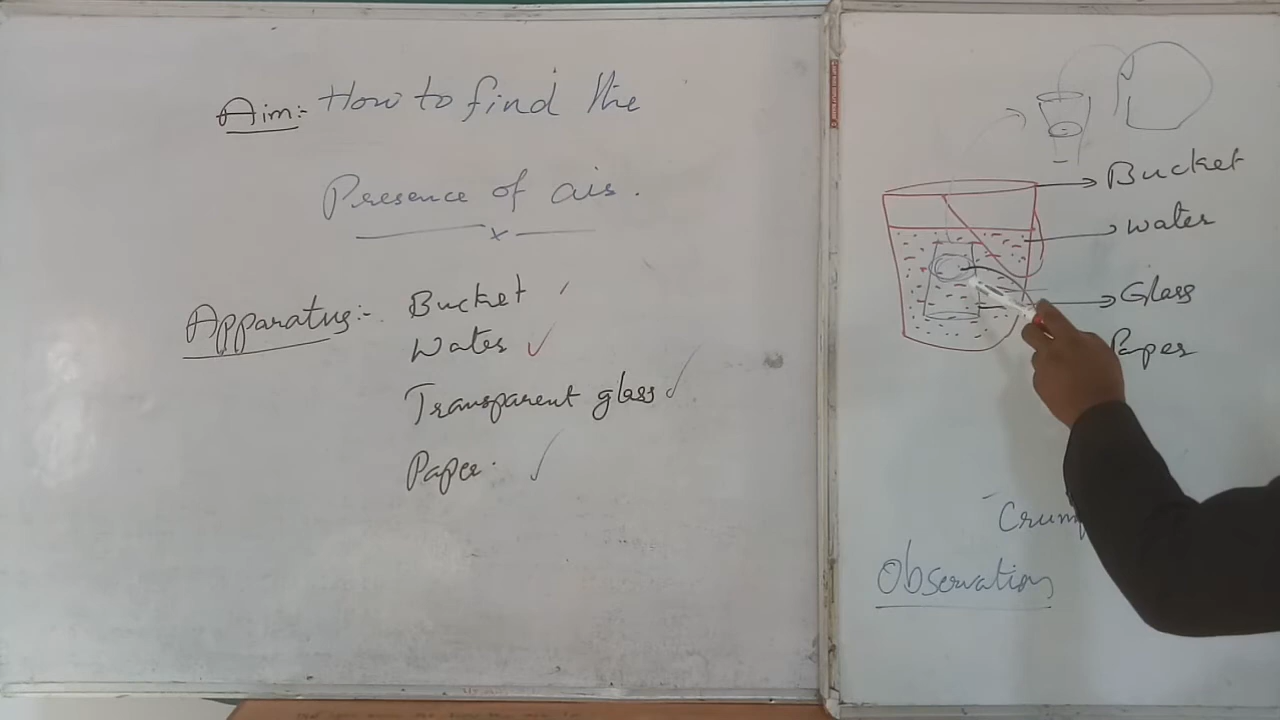 Aim:- How to find the
Presence of air.
x
Apparatus:- Bucket
Water ✓
Transparent glass ✓
Paper. ✓
Bucket
water
Glass
Paper
Observation